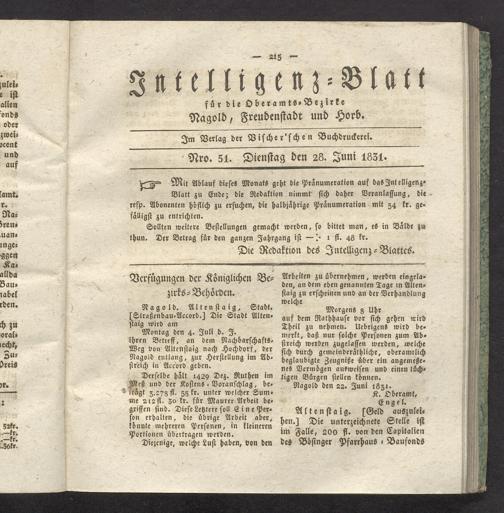 — 215 —
Intelligenz-Blatt
für die Oberamts-Bezirke
Nagold, Freudenstadt und Horb.
Im Verlag der Vischer'schen Buchdruckerei.
Nro. 51. Dienstag den 28. Juni 1831.
☞ Mit Ablauf dieses Monats geht die Pränumeration auf das Intelligenz-
Blatt zu Ende; die Redaktion nimmt sich daher Veranlassung, die
resp. Abonenten höflich zu ersuchen, die halbjährige Pränumeration mit 54 kr. ge-
fälligst zu entrichten.
Sollten weitere Bestellungen gemacht werden, so bittet man, es in Bälde zu
thun. Der Betrag für den ganzen Jahrgang ist 1 fl. 48 kr.
Die Redaktion des Intelligenz-Blattes.
Verfügungen der Königlichen Be-
zirks-Behörden.
Nagold. Altenstaig, Stadt.
[Straßenbau-Accord.] Die Stadt Alten-
staig wird am
Montag den 4. Juli d. J.
ihren Betreff, an dem Nachbarschafts-
Weg von Altenstaig nach Hochdorf, der
Nagold entlang, zur Herstellung im Ab-
streich in Accord geben.
Derselbe hält 1429 Dez. Ruthen im
Meß und der Kostens-Voranschlag, be-
trägt 3,275 fl. 55 kr. unter welcher Sum-
me 212 fl. 30 kr. für Maurer Arbeit be-
griffen sind. Diese Letztere soll Eine Per-
son erhalten, die übrige Arbeit aber,
könnte mehreren Personen, in kleineren
Portionen übertragen werden.
Diejenige, welche Lust haben, von den
Arbeiten zu übernehmen, werden eingela-
den, an dem eben genannten Tage in Alten-
staig zu erscheinen und an der Verhandlung
welche
Morgens 8 Uhr
auf dem Rathhause vor sich gehen wird
Theil zu nehmen. Uebrigens wird be-
merkt, daß nur solche Personen zum Ab-
streich werden zugelassen werden, welche
sich durch gemeinderäthliche, oberamtlich
beglaubigte Zeugnisse über ein angemesse-
nes Vermögen ausweisen und einen tüch-
tigen Bürgen stellen können.
Nagold den 22. Juni 1831.
K. Oberamt,
Engel.
Altenstaig. [Geld auszulei-
hen.] Die unterzeichnete Stelle ist
im Falle, 200 fl. von den Capitalien
des Bösinger Pfarrhaus-Baufonds